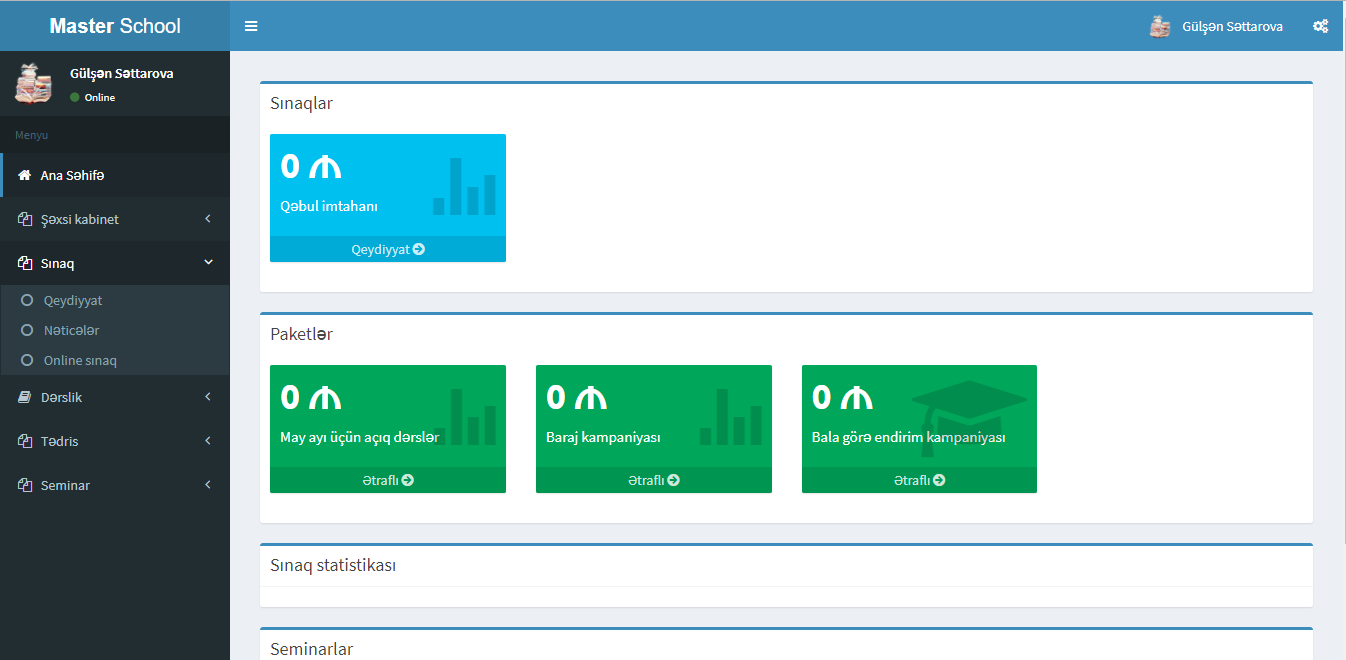 Master School
Gülşən Səttarova
Gülşən Səttarova
Online
Menyu
Ana Səhifə
Şəxsi kabinet
Sınaq
Qeydiyyat
Nəticələr
Online sınaq
Dərslik
Tədris
Seminar
Sınaqlar
0 ₼
Qəbul imtahanı
Qeydiyyat
Paketlər
0 ₼
May ayı üçün açıq dərslər
Ətraflı
0 ₼
Baraj kampaniyası
Ətraflı
0 ₼
Bala görə endirim kampaniyası
Ətraflı
Sınaq statistikası
Seminarlar